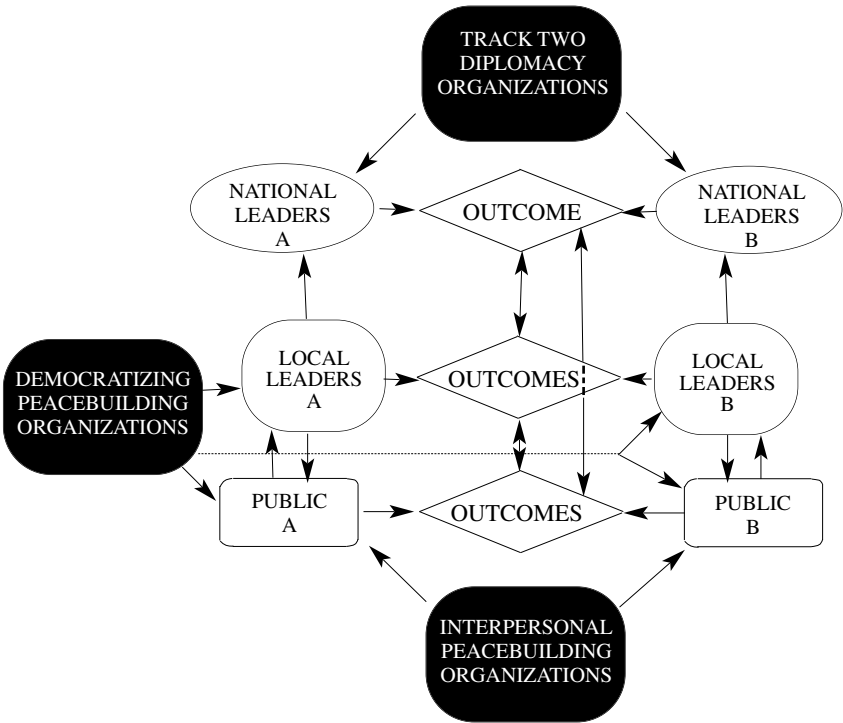 TRACK TWO
DIPLOMACY
ORGANIZATIONS
NATIONAL
LEADERS
A
OUTCOME
NATIONAL
LEADERS
B
DEMOCRATIZING
PEACEBUILDING
ORGANIZATIONS
LOCAL
LEADERS
A
OUTCOMES
LOCAL
LEADERS
B
PUBLIC
A
OUTCOMES
PUBLIC
B
INTERPERSONAL
PEACEBUILDING
ORGANIZATIONS